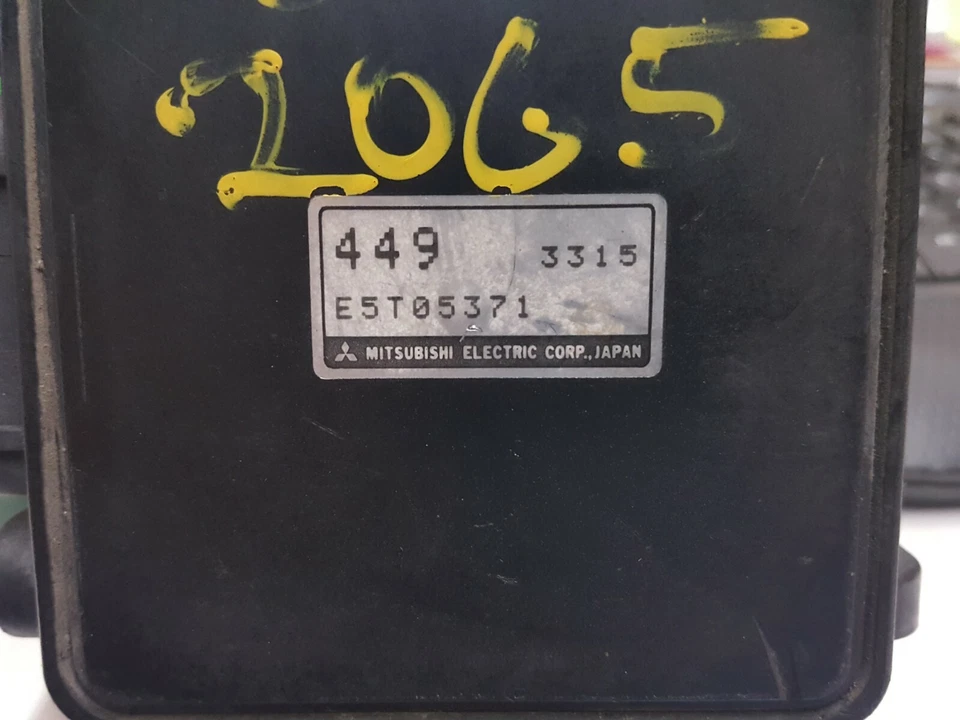 2065
449 3315
E5T05371
MITSUBISHI ELECTRIC CORP., JAPAN